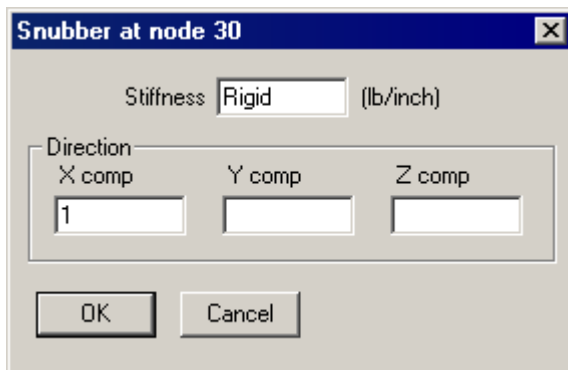 Snubber at node 30
Stiffness Rigid (lb/inch)
Direction
X comp Y comp Z comp
1
OK Cancel